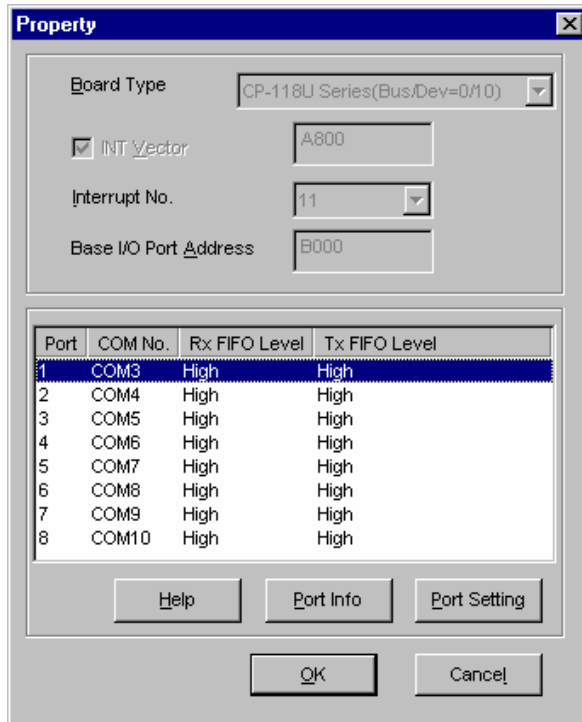 Property
Board Type CP-118U Series(Bus/Dev=0/10)
INT Vector A800
Interrupt No. 11
Base I/O Port Address B000
Port COM No. Rx FIFO Level Tx FIFO Level
1 COM3 High High
2 COM4 High High
3 COM5 High High
4 COM6 High High
5 COM7 High High
6 COM8 High High
7 COM9 High High
8 COM10 High High
Help Port Info Port Setting
OK Cancel